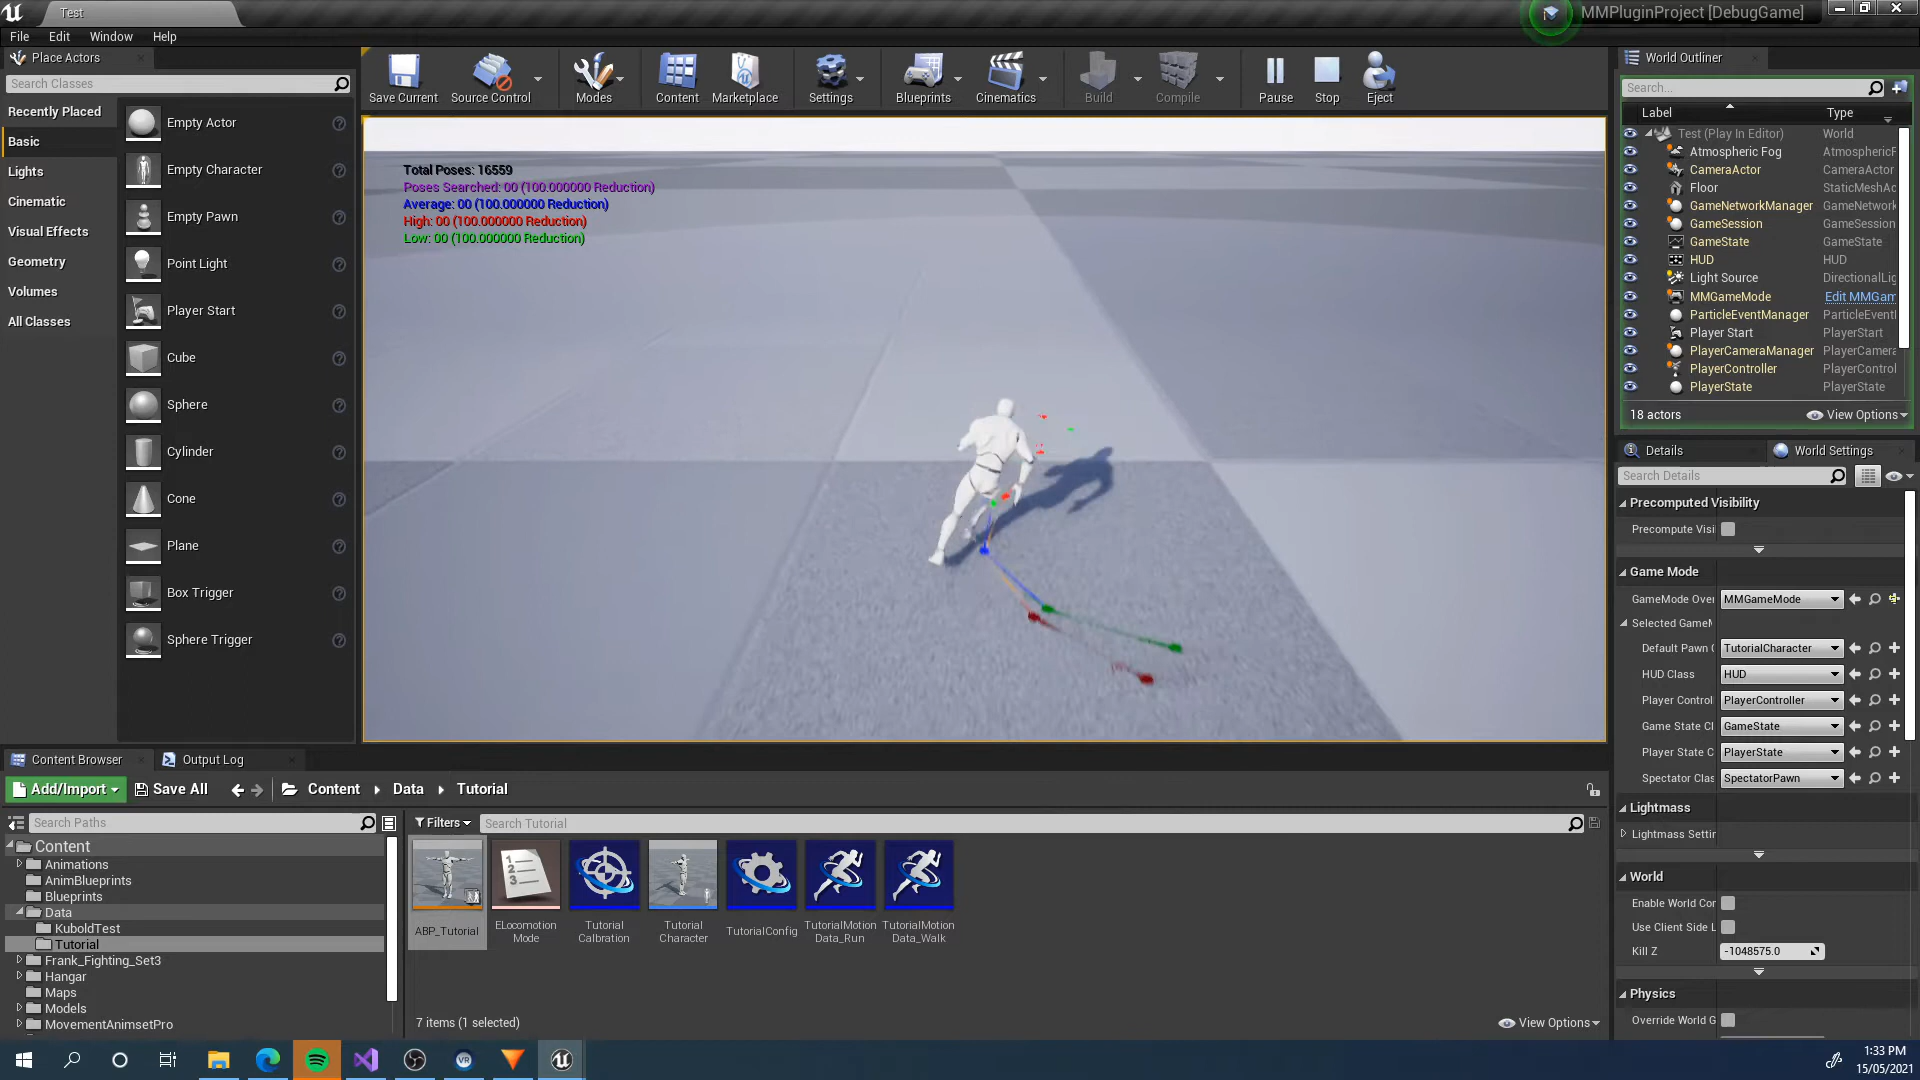 Test
MMPluginProject [DebugGame]
File Edit Window Help
Place Actors
Search Classes
Recently Placed
Basic
Lights
Cinematic
Visual Effects
Geometry
Volumes
All Classes
Empty Actor
Empty Character
Empty Pawn
Point Light
Player Start
Cube
Sphere
Cylinder
Cone
Plane
Box Trigger
Sphere Trigger
Save Current
Source Control
Modes
Content
Marketplace
Settings
Blueprints
Cinematics
Build
Compile
Pause
Stop
Eject
Total Poses: 16559
Poses Searched: 00 (100.000000 Reduction)
Average: 00 (100.000000 Reduction)
High: 00 (100.000000 Reduction)
Low: 00 (100.000000 Reduction)
World Outliner
Search...
Label Type
Test (Play In Editor) World
Atmospheric Fog AtmosphericF
CameraActor CameraActor
Floor StaticMeshAc
GameNetworkManager GameNetwork
GameSession GameSession
GameState GameState
HUD HUD
Light Source DirectionalLig
MMGameMode Edit MMGam
ParticleEventManager ParticleEventI
Player Start PlayerStart
PlayerCameraManager PlayerCamera
PlayerController PlayerControl
PlayerState PlayerState
18 actors View Options
Details World Settings
Search Details
Precomputed Visibility
Precompute Visi
Game Mode
GameMode Over MMGameMode
Selected GameM
Default Pawn C TutorialCharacter
HUD Class HUD
Player Control PlayerController
Game State Cl GameState
Player State C PlayerState
Spectator Clas SpectatorPawn
Lightmass
Lightmass Settir
World
Enable World Cor
Use Client Side L
Kill Z -1048575.0
Physics
Override World G
Content Browser Output Log
Add/Import Save All Content Data Tutorial
Search Paths
Filters Search Tutorial
Content
Animations
AnimBlueprints
Blueprints
Data
KuboldTest
Tutorial
Frank_Fighting_Set3
Hangar
Maps
Models
MovementAnimsetPro
1
2
3
ABP_Tutorial
ELocomotion
Mode
Tutorial
Calbration
Tutorial
Character
TutorialConfig
TutorialMotion
Data_Run
TutorialMotion
Data_Walk
7 items (1 selected) View Options
VR
1:33 PM
15/05/2021